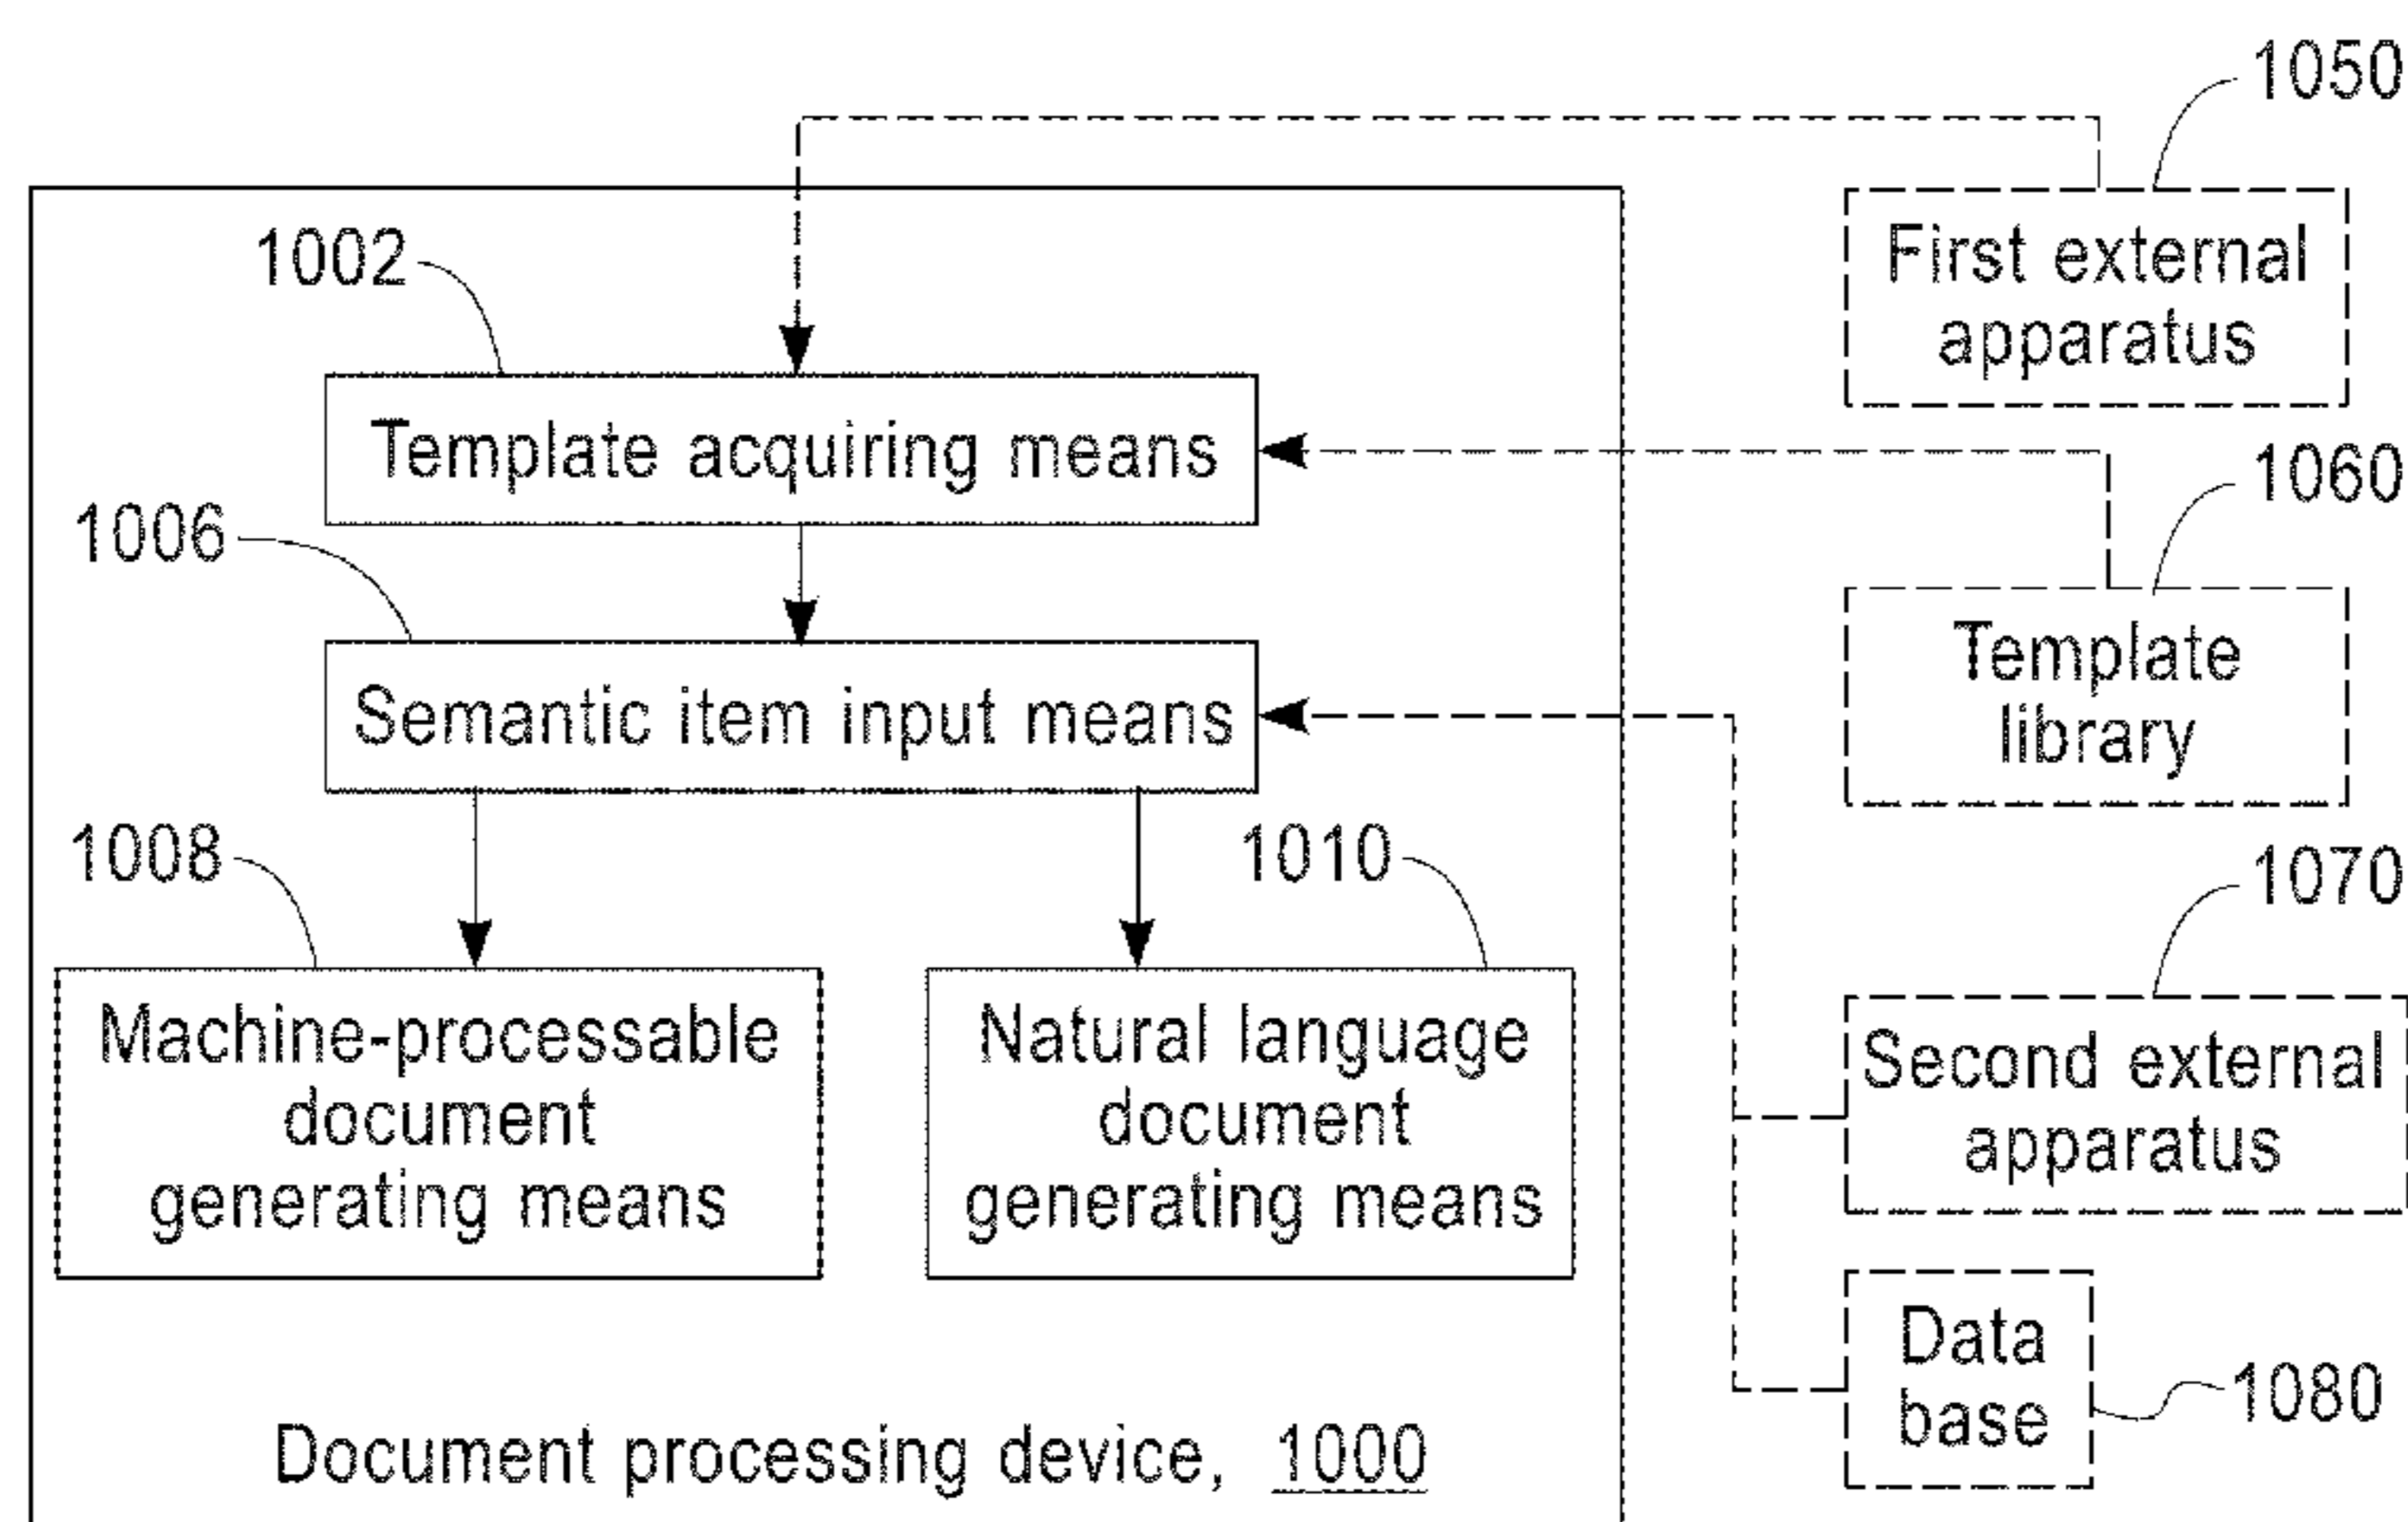 1050
First external
apparatus
1002
Template acquiring means
1060
1006
Template
library
Semantic item input means
1008
1010
1070
Machine-processable
document
generating means
Natural language
document
generating means
Second external
apparatus
Data
base
1080
Document processing device, 1000